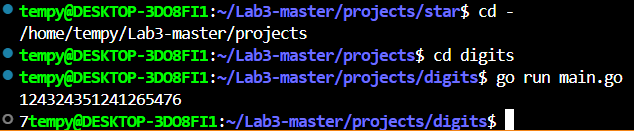 tempy@DESKTOP-3DO8FI1:~/Lab3-master/projects/star$ cd -
/home/tempy/Lab3-master/projects
tempy@DESKTOP-3DO8FI1:~/Lab3-master/projects$ cd digits
tempy@DESKTOP-3DO8FI1:~/Lab3-master/projects/digits$ go run main.go
124324351241265476
7tempy@DESKTOP-3DO8FI1:~/Lab3-master/projects/digits$